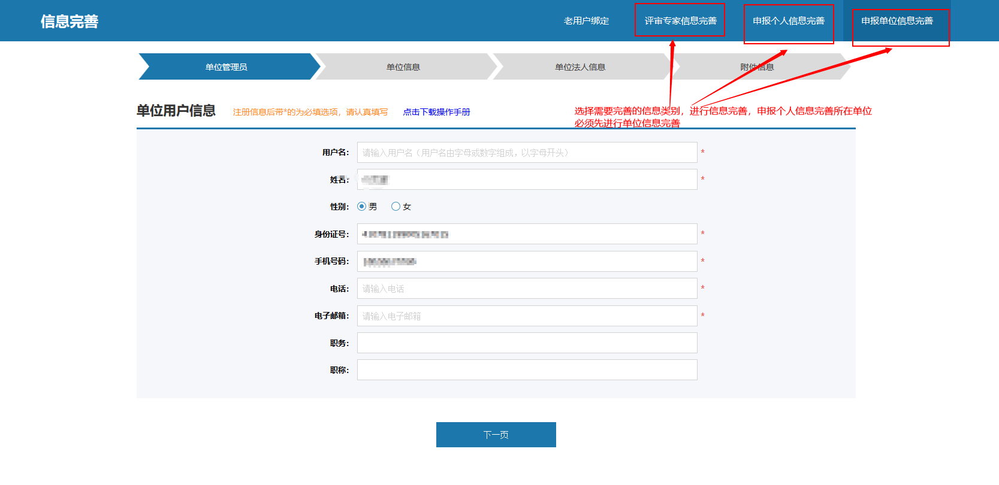 信息完善
老用户绑定
评审专家信息完善
申报个人信息完善
申报单位信息完善
单位管理员
单位信息
单位法人信息
附件信息
单位用户信息
注册信息后带*的为必填选项，请认真填写
点击下载操作手册
选择需要完善的信息类别，进行信息完善，申报个人信息完善所在单位
必须先进行单位信息完善
用户名： 请输入用户名（用户名由字母或数字组成，以字母开头） *
姓名： *
性别： 男 女
身份证号： *
手机号码： *
电话： 请输入电话 *
电子邮箱： 请输入电子邮箱 *
职务：
职称：
下一页